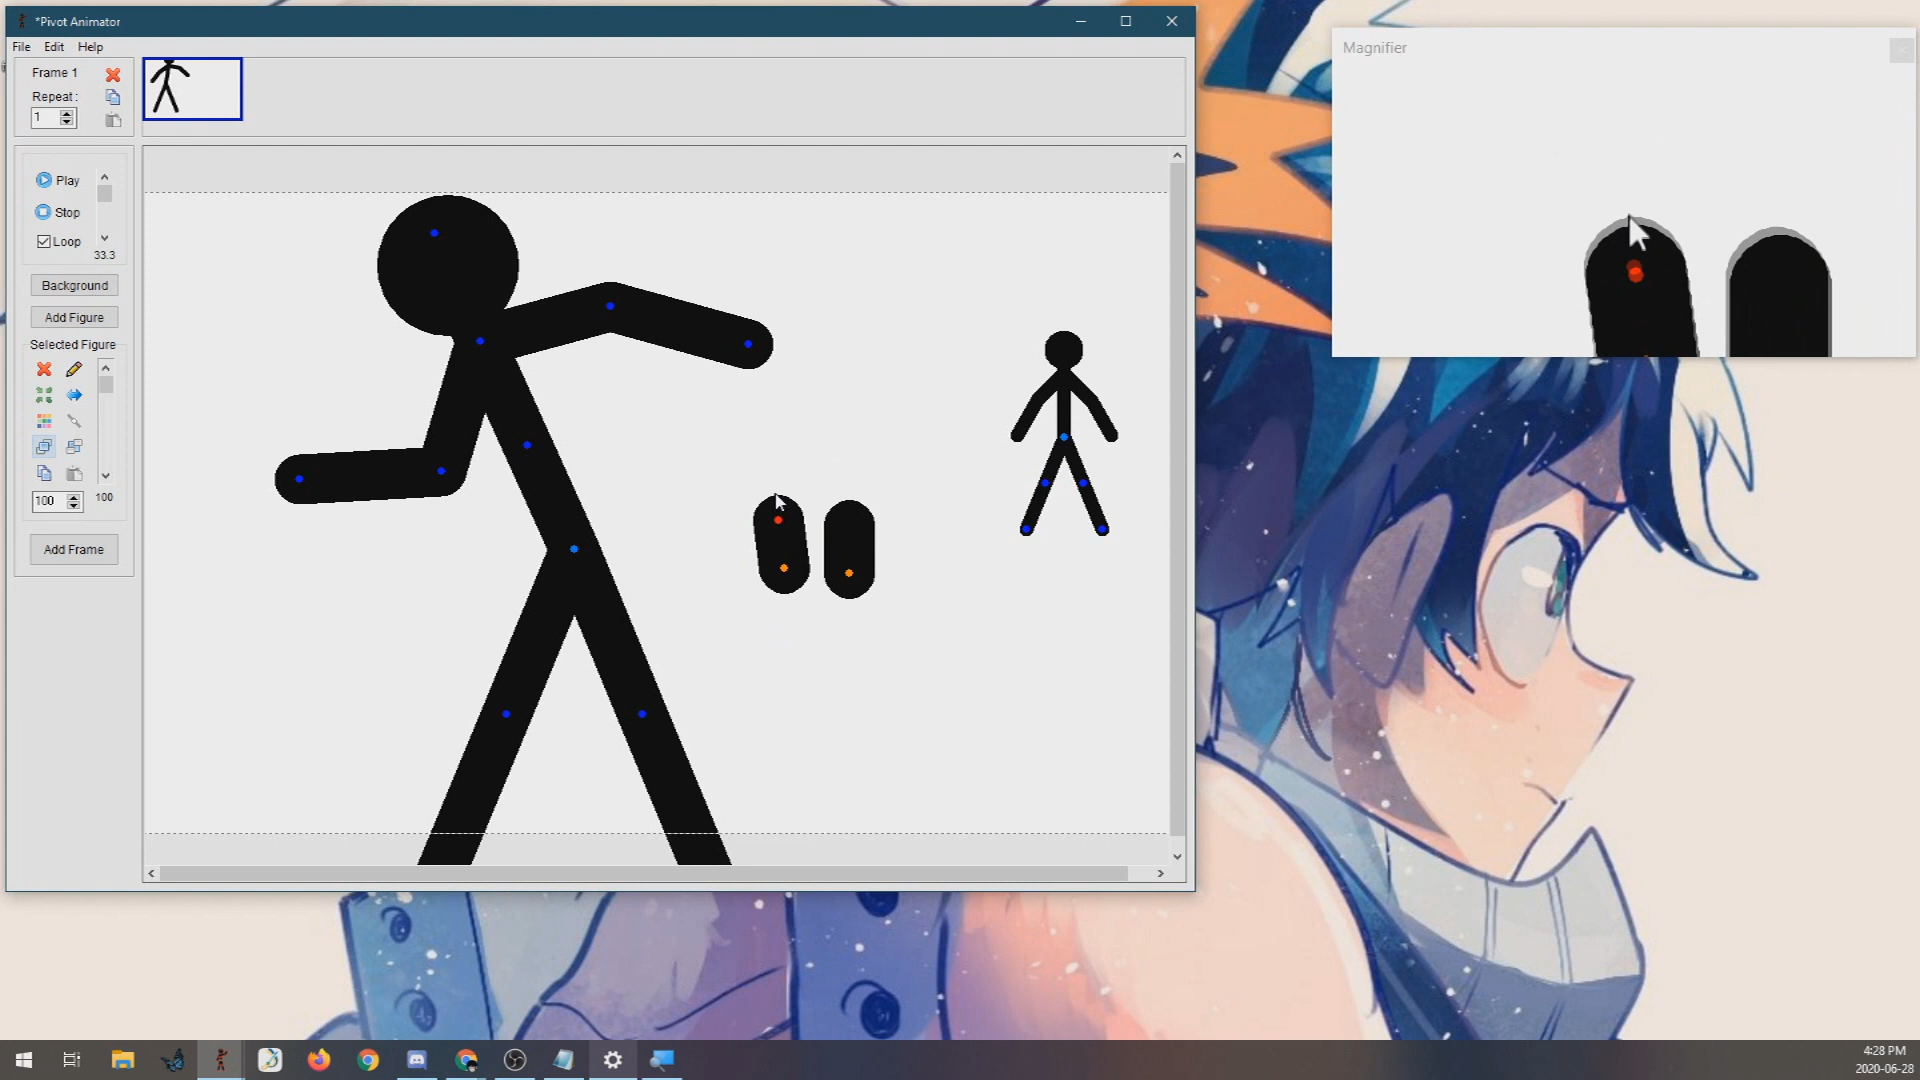 *Pivot Animator
File Edit Help
Frame 1
Repeat :
1
Play
Stop
Loop
33.3
Background
Add Figure
Selected Figure
100
100
Add Frame
Magnifier
4:28 PM
2020-06-28